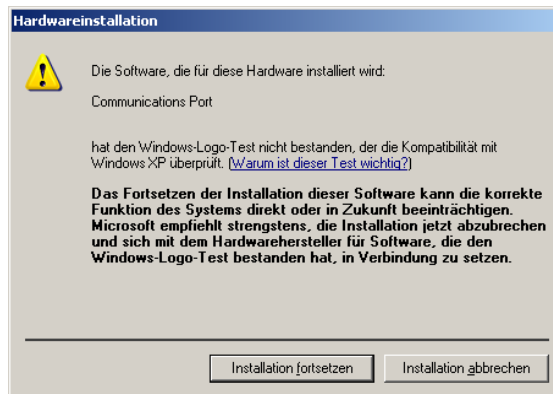 Hardwareinstallation
Die Software, die für diese Hardware installiert wird:
Communications Port
hat den Windows-Logo-Test nicht bestanden, der die Kompatibilität mit
Windows XP überprüft. (Warum ist dieser Test wichtig?)
Das Fortsetzen der Installation dieser Software kann die korrekte
Funktion des Systems direkt oder in Zukunft beeinträchtigen.
Microsoft empfiehlt strengstens, die Installation jetzt abzubrechen
und sich mit dem Hardwarehersteller für Software, die den
Windows-Logo-Test bestanden hat, in Verbindung zu setzen.
Installation fortsetzen
Installation abbrechen